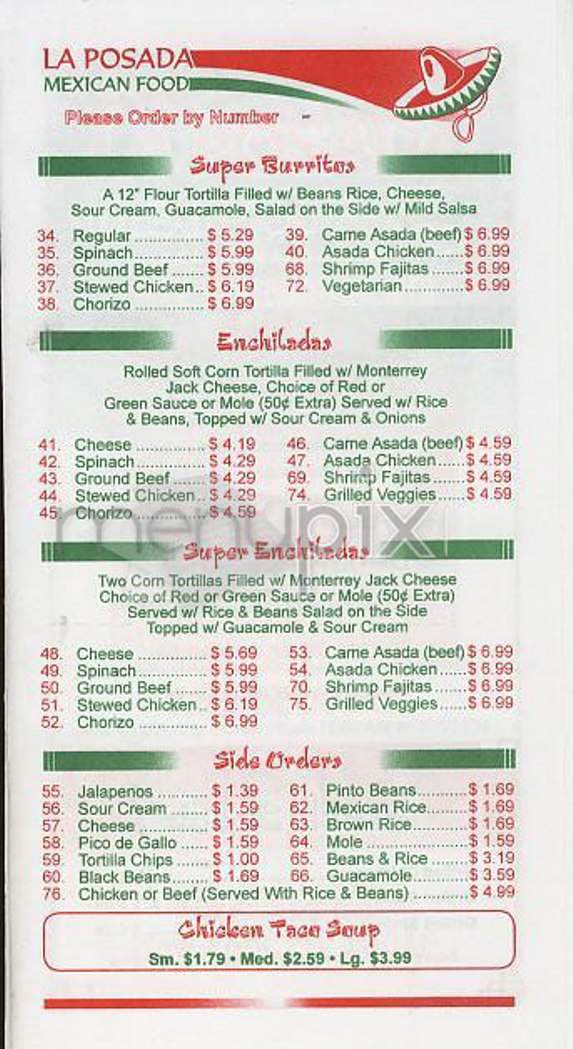 LA POSADA
MEXICAN FOOD
Please Order by Number
Super Burritos
A 12" Flour Tortilla Filled w/ Beans Rice, Cheese,
Sour Cream, Guacamole, Salad on the Side w/ Mild Salsa
34. Regular ............... $ 5.29 39. Carne Asada (beef) $ 6.99
35. Spinach............... $ 5.99 40. Asada Chicken...... $ 6.99
36. Ground Beef ....... $ 5.99 68. Shrimp Fajitas ....... $ 6.99
37. Stewed Chicken.. $ 6.19 72. Vegetarian............. $ 6.99
38. Chorizo ............... $ 6.99
Enchiladas
Rolled Soft Corn Tortilla Filled w/ Monterrey
Jack Cheese, Choice of Red or
Green Sauce or Mole (50¢ Extra) Served w/ Rice
& Beans, Topped w/ Sour Cream & Onions
41. Cheese ............... $ 4.19 46. Carne Asada (beef) $ 4.59
42. Spinach............... $ 4.29 47. Asada Chicken...... $ 4.59
43. Ground Beef ....... $ 4.29 69. Shrimp Fajitas ....... $ 4.59
44. Stewed Chicken.. $ 4.29 74. Grilled Veggies...... $ 4.59
45. Chorizo ............... $ 4.59
menupix
Super Enchiladas
Two Corn Tortillas Filled w/ Monterrey Jack Cheese
Choice of Red or Green Sauce or Mole (50¢ Extra)
Served w/ Rice & Beans Salad on the Side
Topped w/ Guacamole & Sour Cream
48. Cheese ............... $ 5.69 53. Carne Asada (beef) $ 6.99
49. Spinach............... $ 5.99 54. Asada Chicken...... $ 6.99
50. Ground Beef ....... $ 5.99 70. Shrimp Fajitas ....... $ 6.99
51. Stewed Chicken.. $ 6.19 75. Grilled Veggies...... $ 6.99
52. Chorizo ............... $ 6.99
Side Orders
55. Jalapenos ........... $ 1.39 61. Pinto Beans........... $ 1.69
56. Sour Cream ........ $ 1.59 62. Mexican Rice......... $ 1.69
57. Cheese ............... $ 1.59 63. Brown Rice............ $ 1.69
58. Pico de Gallo ...... $ 1.59 64. Mole ...................... $ 1.59
59. Tortilla Chips ....... $ 1.00 65. Beans & Rice ........ $ 3.19
60. Black Beans........ $ 1.69 66. Guacamole............ $ 3.59
76. Chicken or Beef (Served With Rice & Beans) ............ $ 4.99
Chicken Taco Soup
Sm. $1.79 • Med. $2.59 • Lg. $3.99